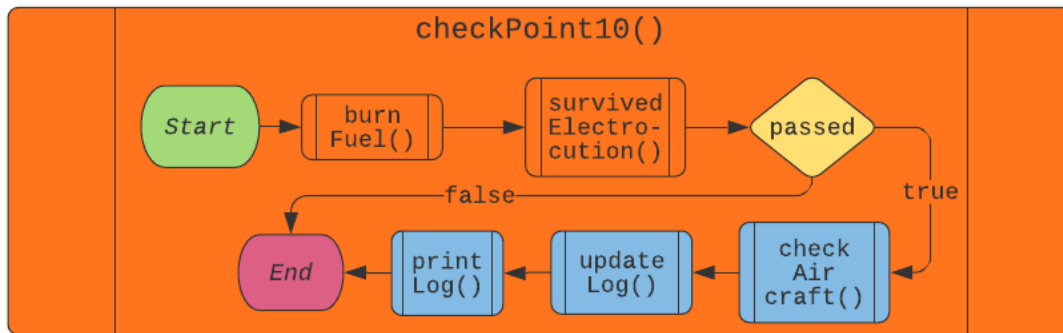 checkPoint10()
Start
burn
Fuel()
survived
Electro-
cution()
passed
false
true
End
print
Log()
update
Log()
check
Air
craft()